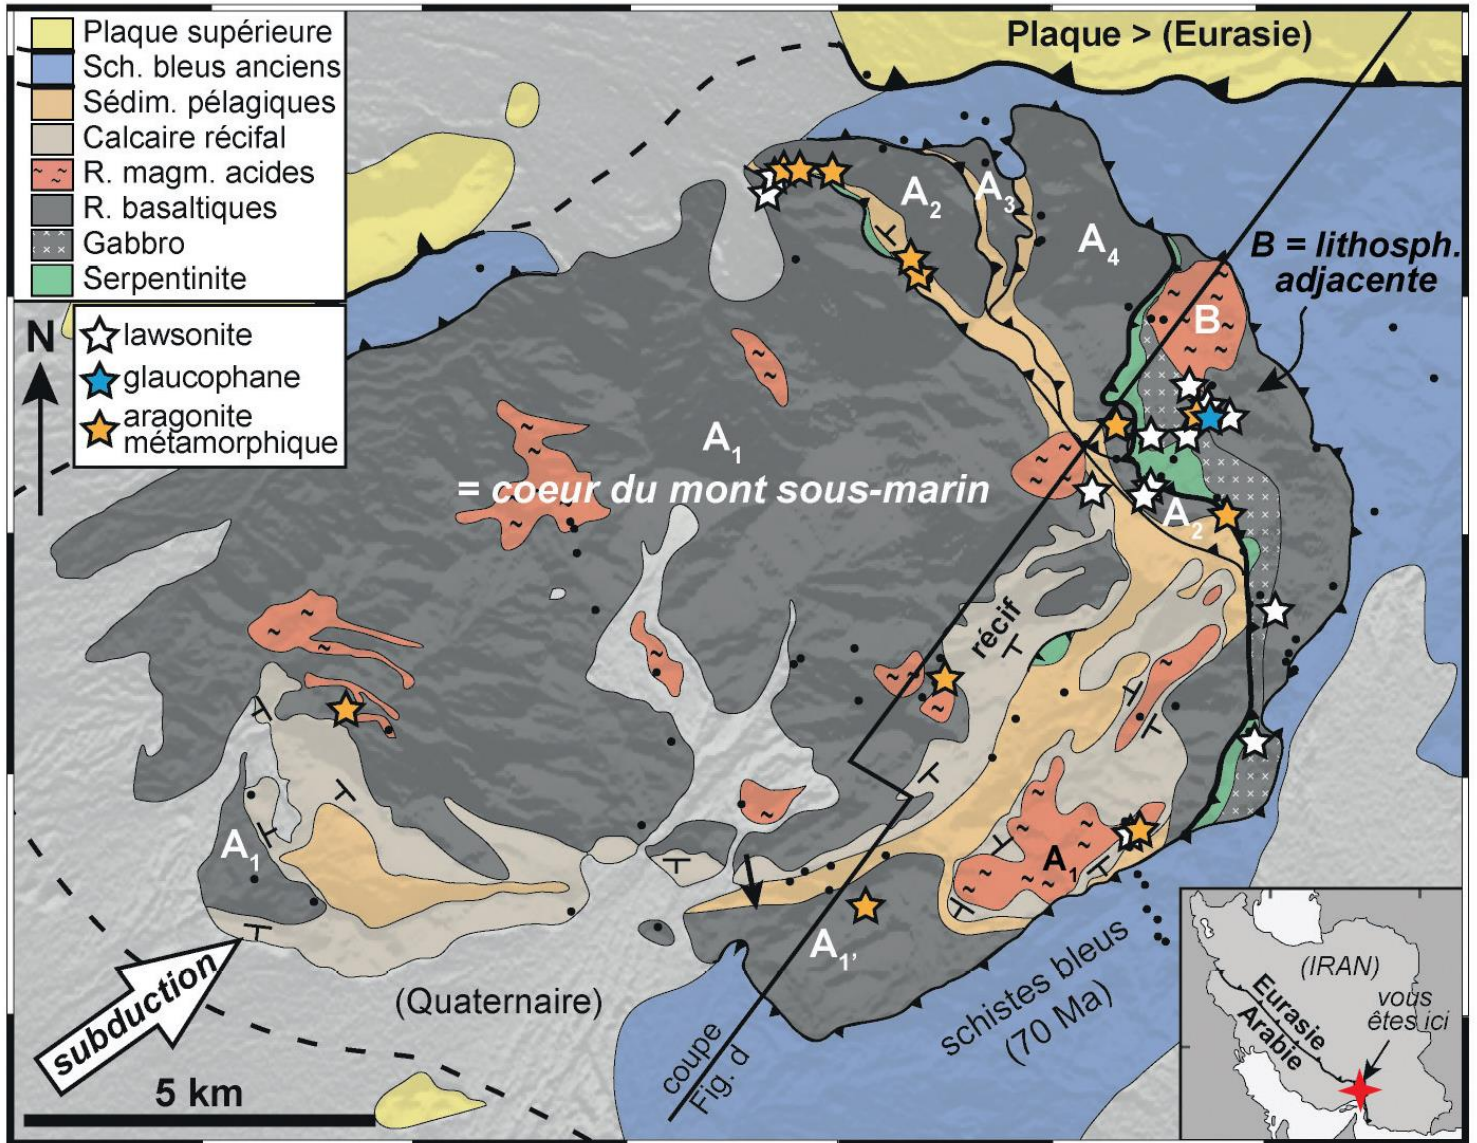 Plaque supérieure
Sch. bleus anciens
Sédim. pélagiques
Calcaire récifal
R. magm. acides
R. basaltiques
Gabbro
Serpentinite
N
lawsonite
glaucophane
aragonite
métamorphique
Plaque > (Eurasie)
A2
A3
A4
B = lithosph.
adjacente
B
A1
= coeur du mont sous-marin
A2
récif
A1
A1
A1'
subduction
(Quaternaire)
5 km
coupe
Fig. d
schistes bleus
(70 Ma)
(IRAN)
Eurasie
Arabie
vous
êtes ici